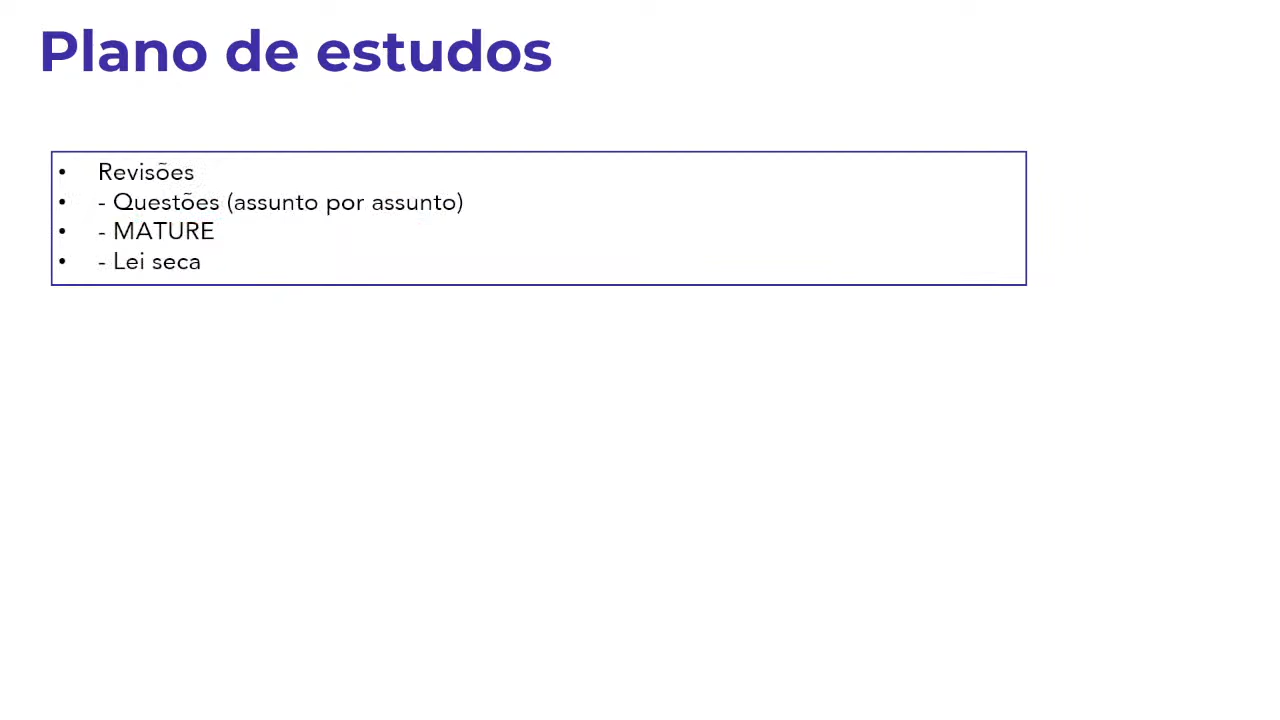 Plano de estudos
• Revisões
• - Questões (assunto por assunto)
• - MATURE
• - Lei seca